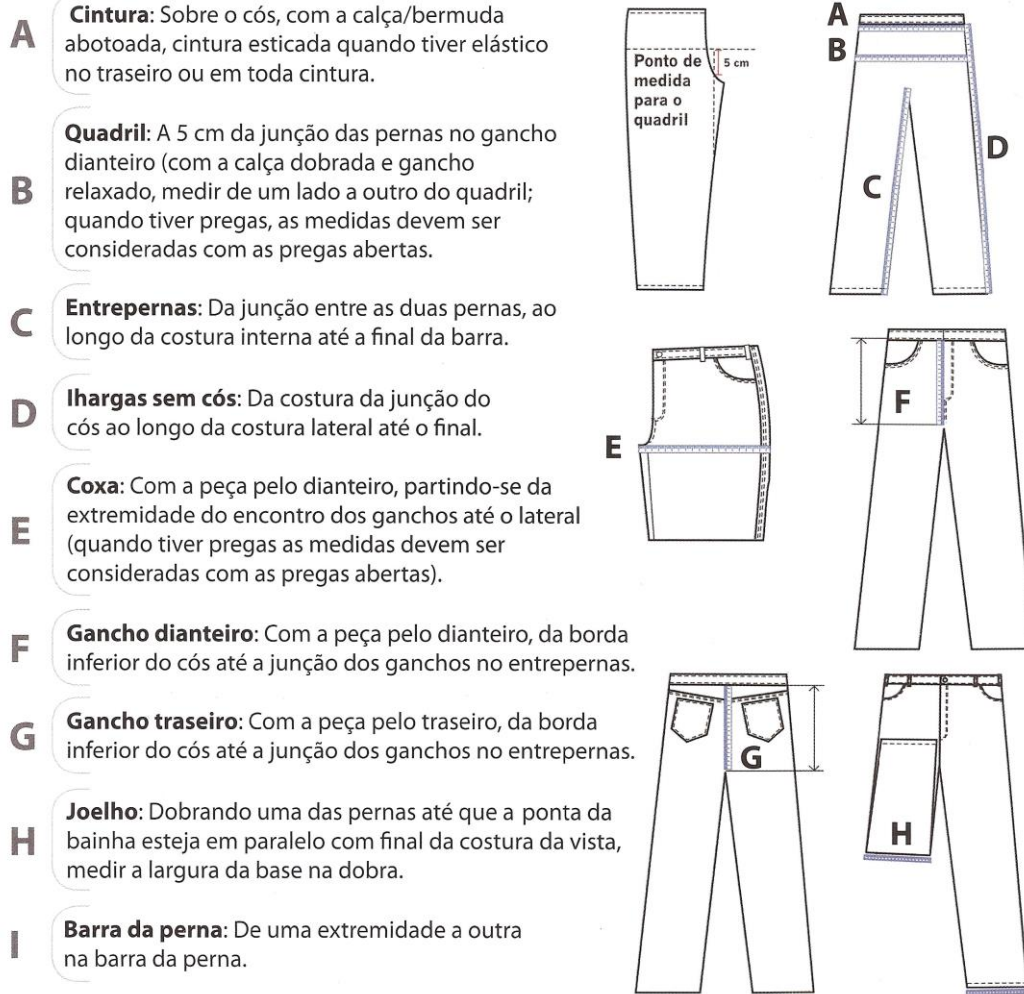 A
Cintura: Sobre o cós, com a calça/bermuda
abotoada, cintura esticada quando tiver elástico
no traseiro ou em toda cintura.
B
Quadril: A 5 cm da junção das pernas no gancho
dianteiro (com a calça dobrada e gancho
relaxado, medir de um lado a outro do quadril;
quando tiver pregas, as medidas devem ser
consideradas com as pregas abertas.
C
Entrepernas: Da junção entre as duas pernas, ao
longo da costura interna até a final da barra.
D
Ihargas sem cós: Da costura da junção do
cós ao longo da costura lateral até o final.
E
Coxa: Com a peça pelo dianteiro, partindo-se da
extremidade do encontro dos ganchos até o lateral
(quando tiver pregas as medidas devem ser
consideradas com as pregas abertas).
F
Gancho dianteiro: Com a peça pelo dianteiro, da borda
inferior do cós até a junção dos ganchos no entrepernas.
G
Gancho traseiro: Com a peça pelo traseiro, da borda
inferior do cós até a junção dos ganchos no entrepernas.
H
Joelho: Dobrando uma das pernas até que a ponta da
bainha esteja em paralelo com final da costura da vista,
medir a largura da base na dobra.
I
Barra da perna: De uma extremidade a outra
na barra da perna.
Ponto de
medida
para o
quadril
5 cm
A
B
C
D
E
F
G
H